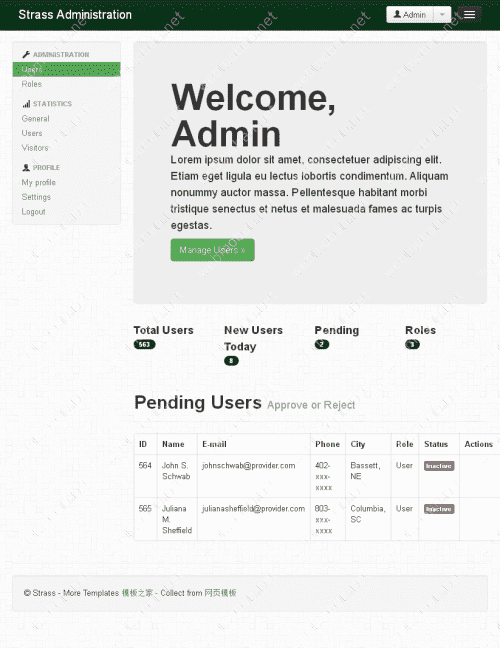 Strass Administration
Admin
ADMINISTRATION
Users
Roles
STATISTICS
General
Users
Visitors
PROFILE
My profile
Settings
Logout
Welcome,
Admin
Lorem ipsum dolor sit amet, consectetuer adipiscing elit.
Etiam eget ligula eu lectus lobortis condimentum. Aliquam
nonummy auctor massa. Pellentesque habitant morbi
tristique senectus et netus et malesuada fames ac turpis
egestas.
Manage Users »
Total Users
563
New Users
Today
8
Pending
2
Roles
3
Pending Users Approve or Reject
ID Name E-mail Phone City Role Status Actions
564 John S. johnschwab@provider.com 402- Bassett, User Inactive
Schwab xxx- NE
xxxx
565 Juliana julianasheffield@provider.com 803- Columbia, User Inactive
M. xxx- SC
Sheffield xxxx
© Strass - More Templates 模板之家 - Collect from 网页模板